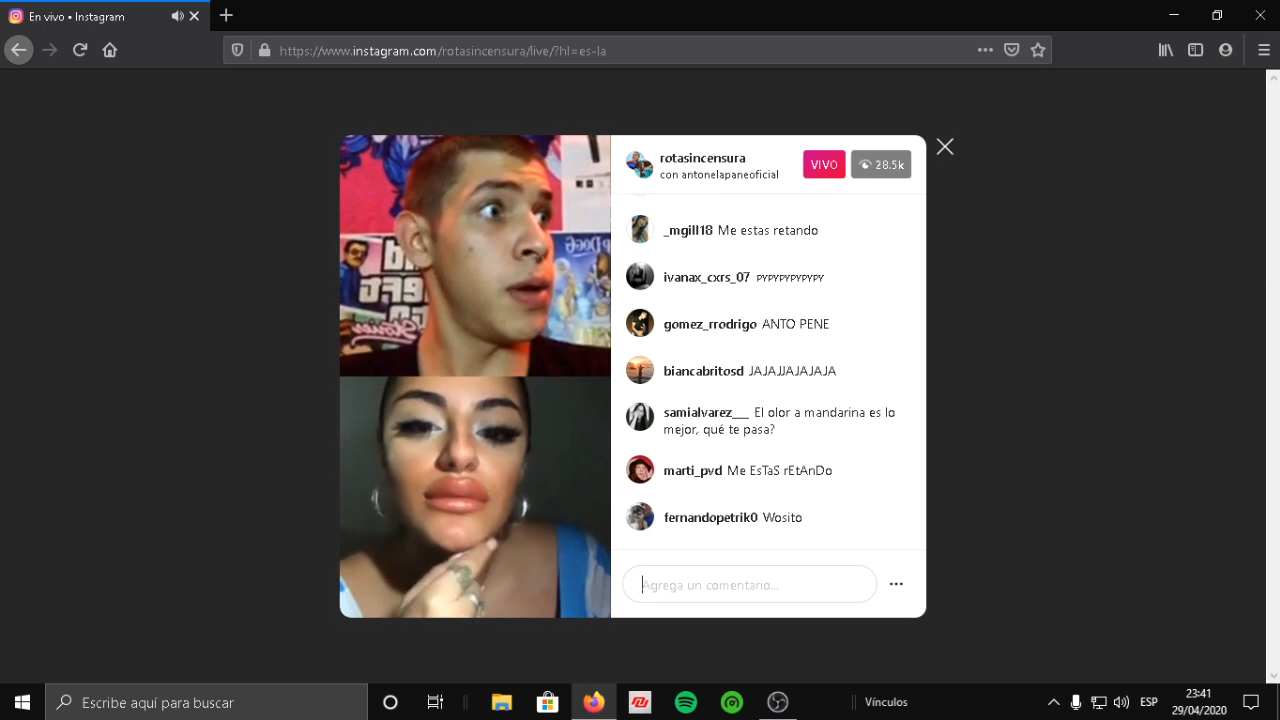 En vivo • Instagram
https://www.instagram.com/rotasincensura/live/?hl=es-la
rotasincensura
con antonelapaneoficial
VIVO
28.5k
_mgill18 Me estas retando
ivanax_cxrs_07 PYPYPYPYPYPY
gomez_rrodrigo ANTO PENE
biancabritosd JAJAJJAJAJAJA
samialvarez___ El olor a mandarina es lo
mejor, qué te pasa?
marti_pvd Me EsTaS rEtAnDo
fernandopetrik0 Wosito
Agrega un comentario...
Escribe aquí para buscar
Vínculos
ESP
23:41
29/04/2020